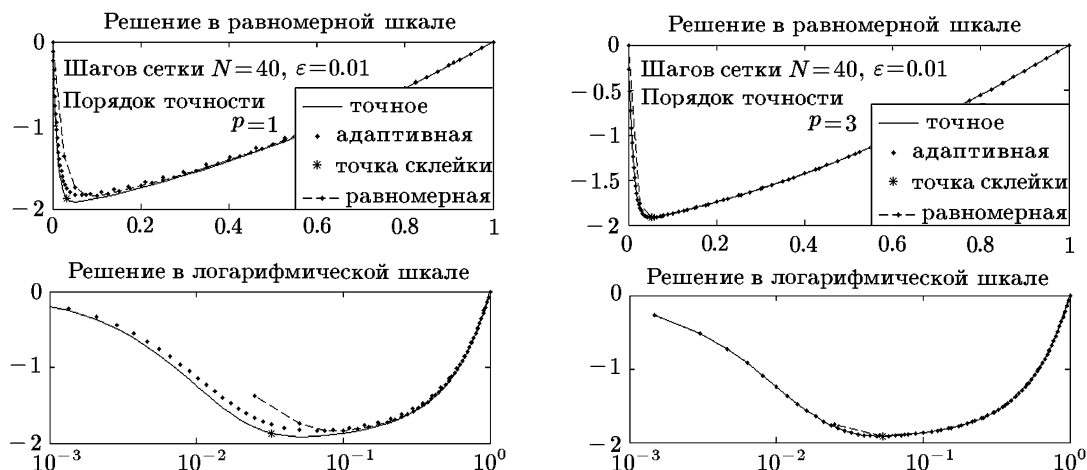 Решение в равномерной шкале
0
−1
−2
Шагов сетки N=40, ε=0.01
Порядок точности
p=1
точное
адаптивная
точка склейки
равномерная
0 0.2 0.4 0.6 0.8 1
Решение в логарифмической шкале
0
−1
−2
10⁻³ 10⁻² 10⁻¹ 10⁰
Решение в равномерной шкале
0
−0.5
−1
−1.5
−2
Шагов сетки N=40, ε=0.01
Порядок точности
p=3
точное
адаптивная
точка склейки
равномерная
0 0.2 0.4 0.6 0.8 1
Решение в логарифмической шкале
0
−1
−2
10⁻³ 10⁻² 10⁻¹ 10⁰